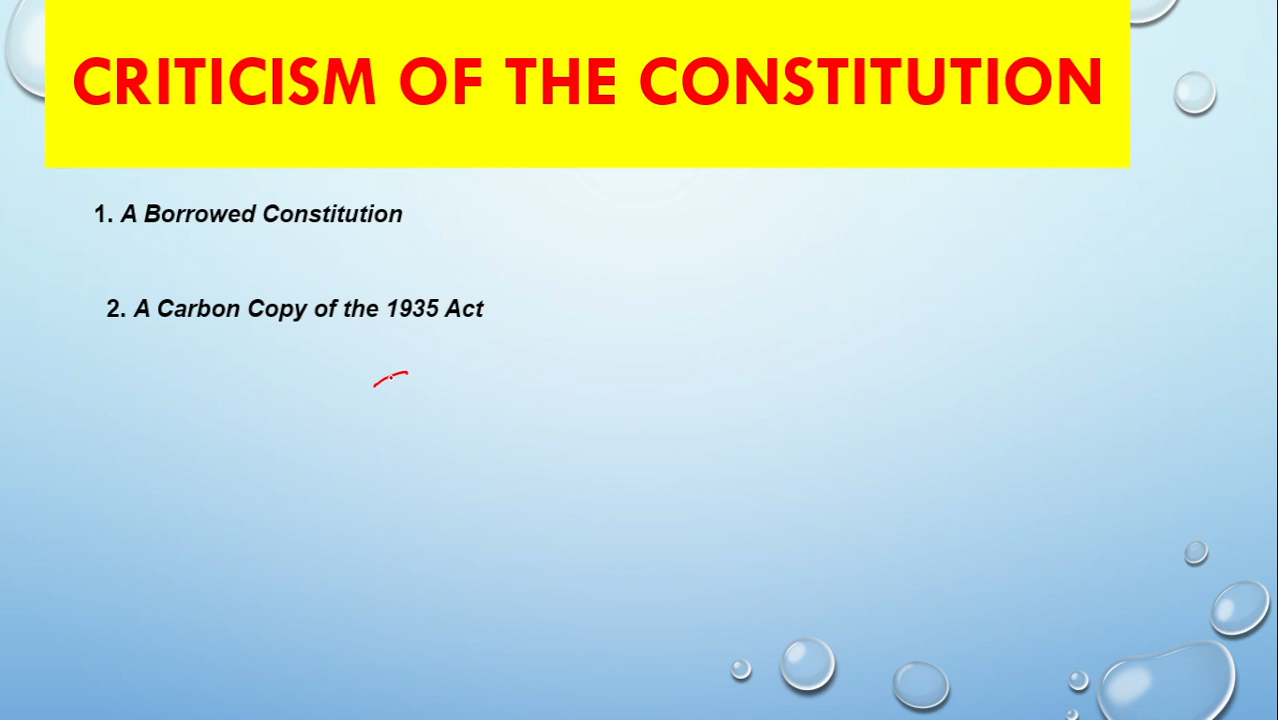 CRITICISM OF THE CONSTITUTION
1. A Borrowed Constitution
2. A Carbon Copy of the 1935 Act